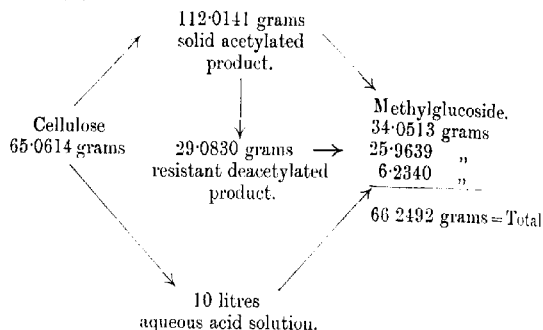 112·0141 grams
solid acetylated
product.
Cellulose
65·0614 grams
29·0830 grams
resistant deacetylated
product.
Methylglucoside.
34·0513 grams
25·9639 „
6·2340 „
66 2492 grams = Total
10 litres
aqueous acid solution.